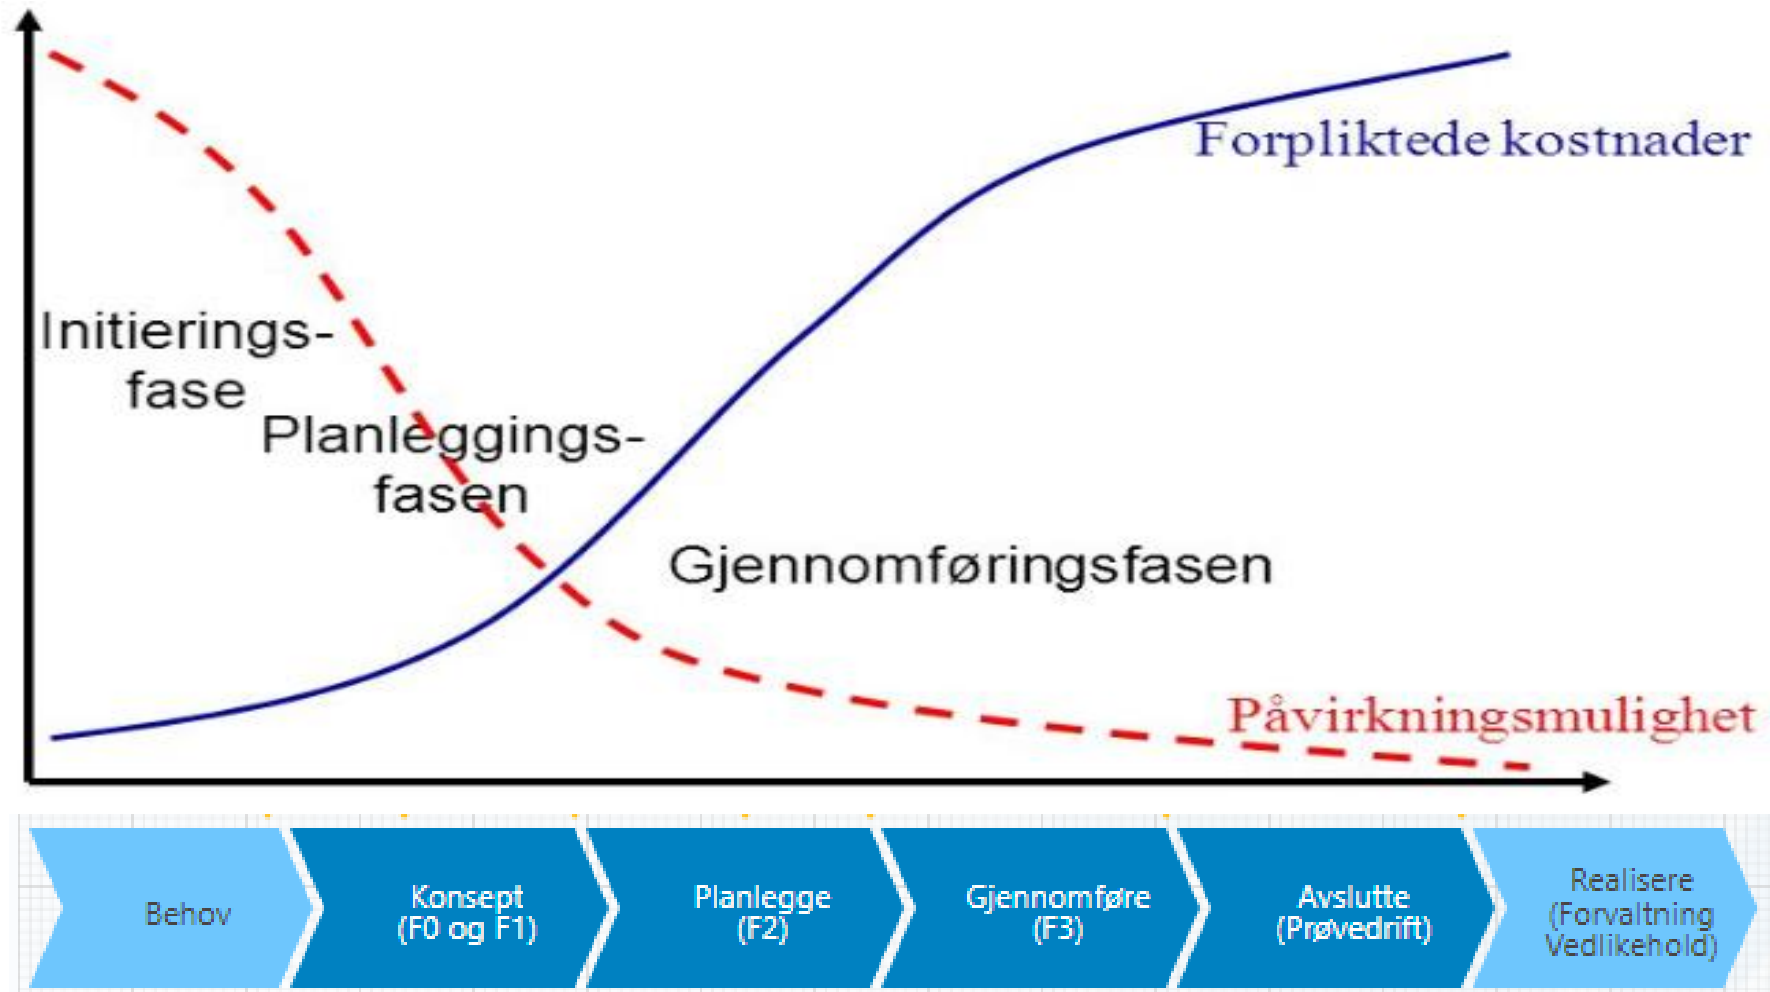 Forpliktede kostnader
Initierings-
fase
Planleggings-
fasen
Gjennomføringsfasen
Påvirkningsmulighet
Behov
Konsept
(F0 og F1)
Planlegge
(F2)
Gjennomføre
(F3)
Avslutte
(Prøvedrift)
Realisere
(Forvaltning
Vedlikehold)